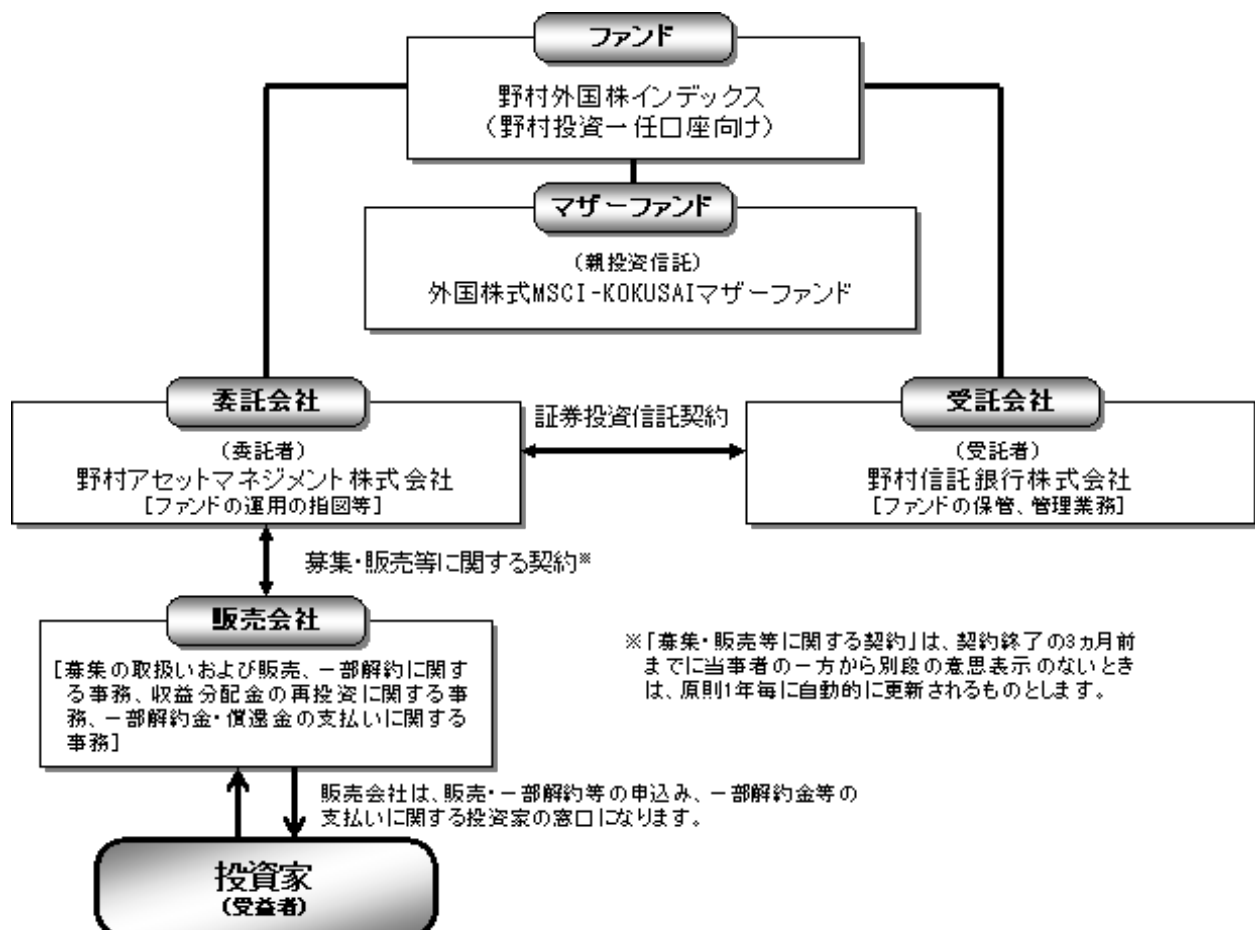 ファンド
野村外国株インデックス
（野村投資一任口座向け）
マザーファンド
（親投資信託）
外国株式MSCI-KOKUSAIマザーファンド
委託会社
（委託者）
野村アセットマネジメント株式会社
[ファンドの運用の指図等]
証券投資信託契約
受託会社
（受託者）
野村信託銀行株式会社
[ファンドの保管、管理業務]
募集・販売等に関する契約※
販売会社
[募集の取扱いおよび販売、一部解約に関す
る事務、収益分配金の再投資に関する事
務、一部解約金・償還金の支払いに関する
事務]
※「募集・販売等に関する契約」は、契約終了の3ヵ月前
までに当事者の一方から別段の意思表示のないとき
は、原則1年毎に自動的に更新されるものとします。
販売会社は、販売・一部解約等の申込み、一部解約金等の
支払いに関する投資家の窓口になります。
投資家
（受益者）